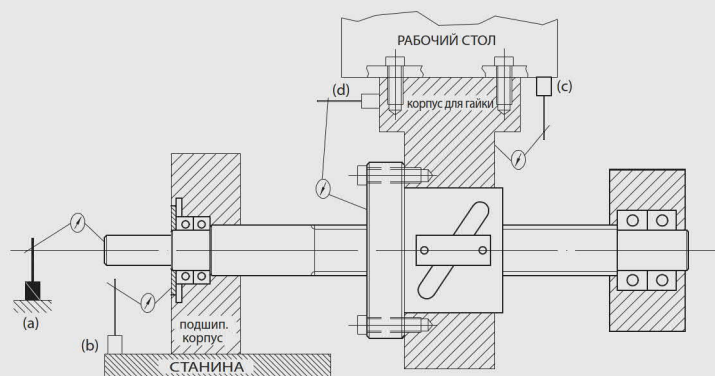 РАБОЧИЙ СТОЛ
(d)
(c)
корпус для гайки
(a)
(b)
подшип.
корпус
СТАНИНА